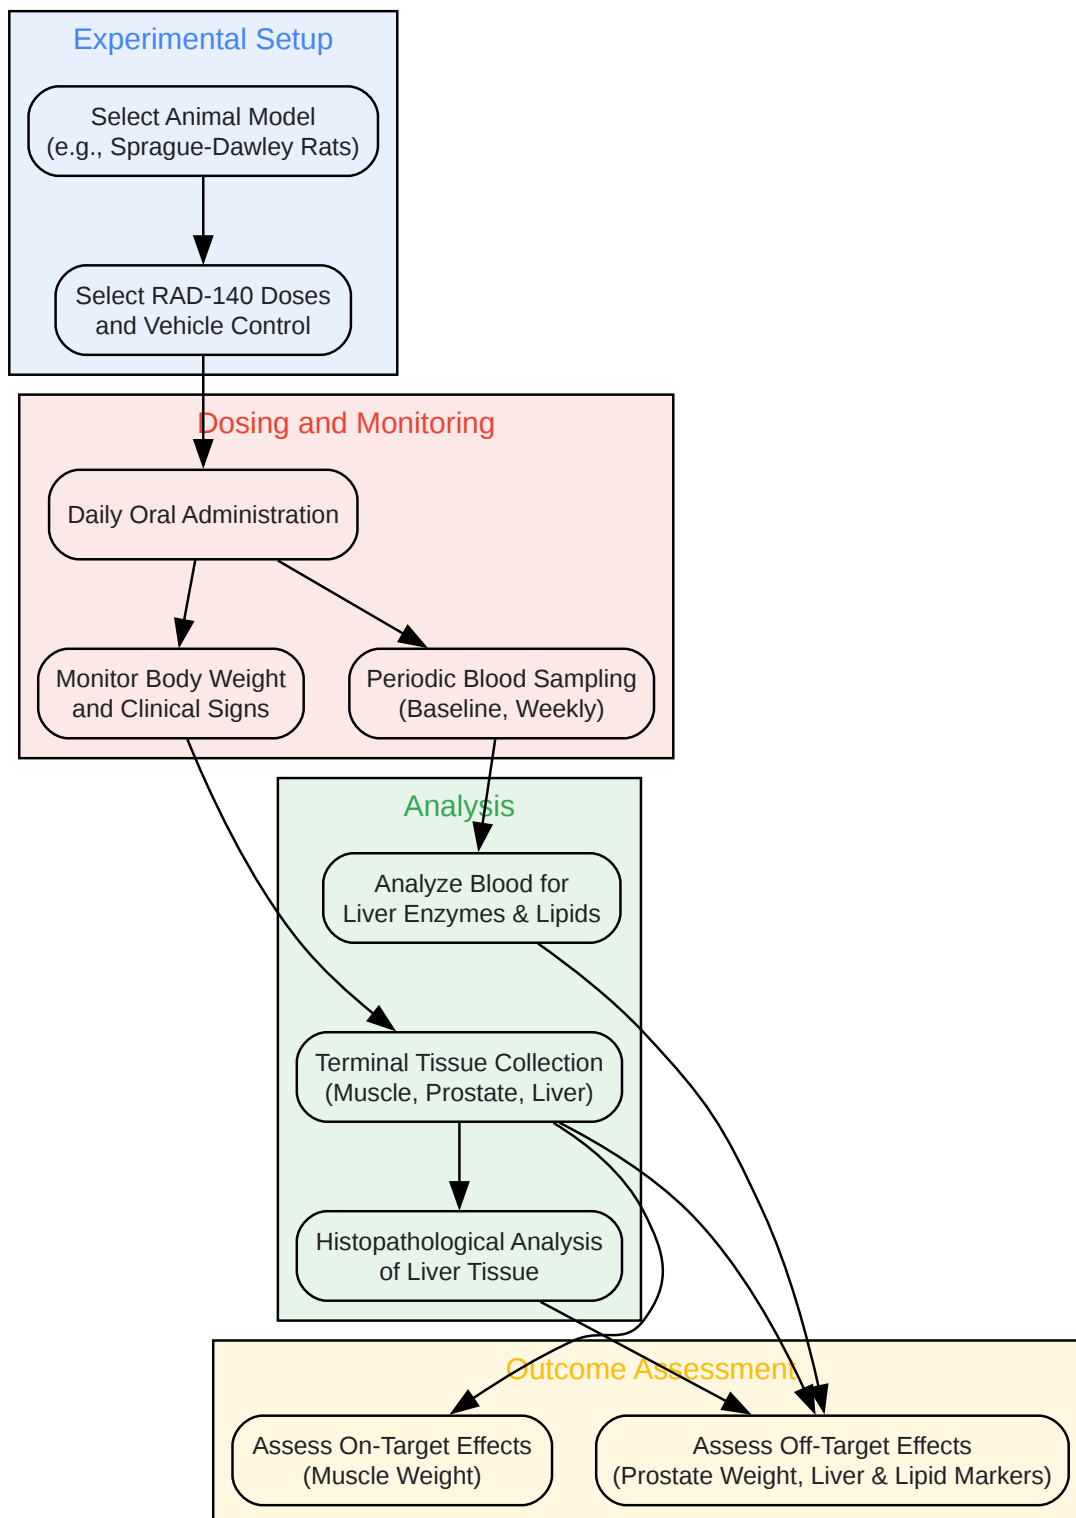 Experimental Setup
Select Animal Model
(e.g., Sprague-Dawley Rats)
Select RAD-140 Doses
and Vehicle Control
Dosing and Monitoring
Daily Oral Administration
Monitor Body Weight
and Clinical Signs
Periodic Blood Sampling
(Baseline, Weekly)
Analysis
Analyze Blood for
Liver Enzymes & Lipids
Terminal Tissue Collection
(Muscle, Prostate, Liver)
Histopathological Analysis
of Liver Tissue
Outcome Assessment
Assess On-Target Effects
(Muscle Weight)
Assess Off-Target Effects
(Prostate Weight, Liver & Lipid Markers)